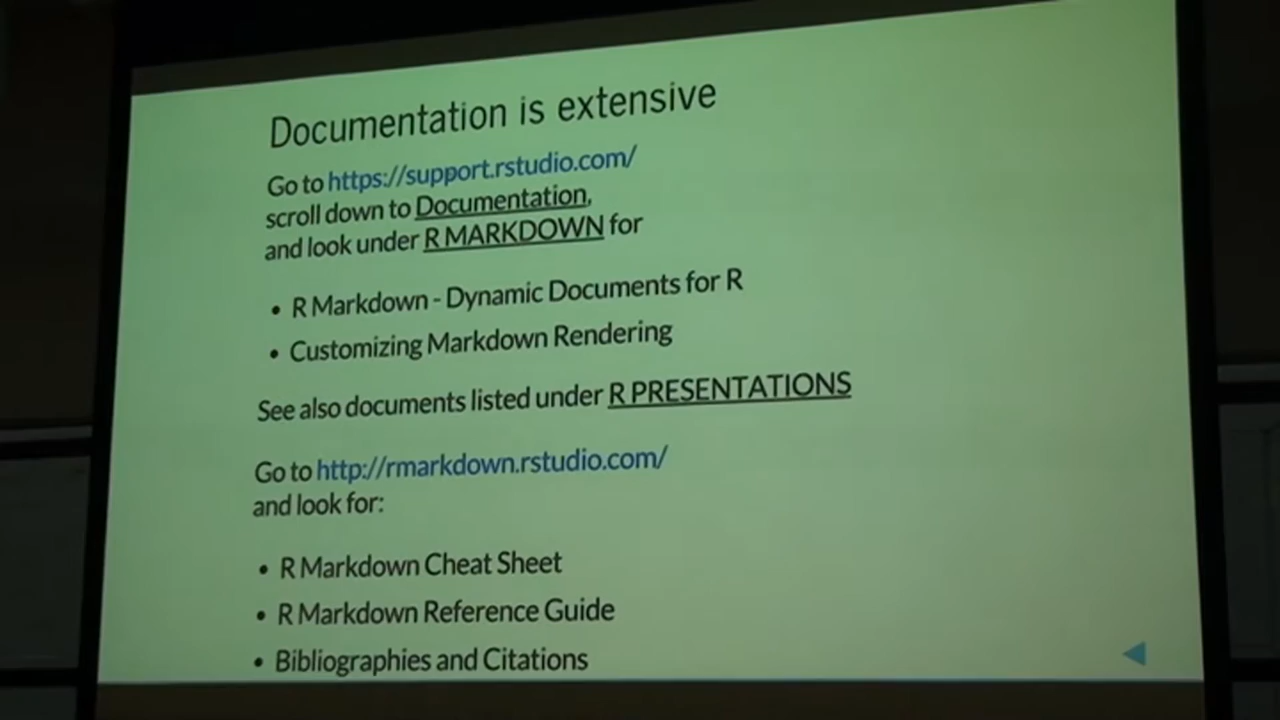 Documentation is extensive
Go to https://support.rstudio.com/
scroll down to Documentation,
and look under R MARKDOWN for
• R Markdown - Dynamic Documents for R
• Customizing Markdown Rendering
See also documents listed under R PRESENTATIONS
Go to http://rmarkdown.rstudio.com/
and look for:
• R Markdown Cheat Sheet
• R Markdown Reference Guide
• Bibliographies and Citations